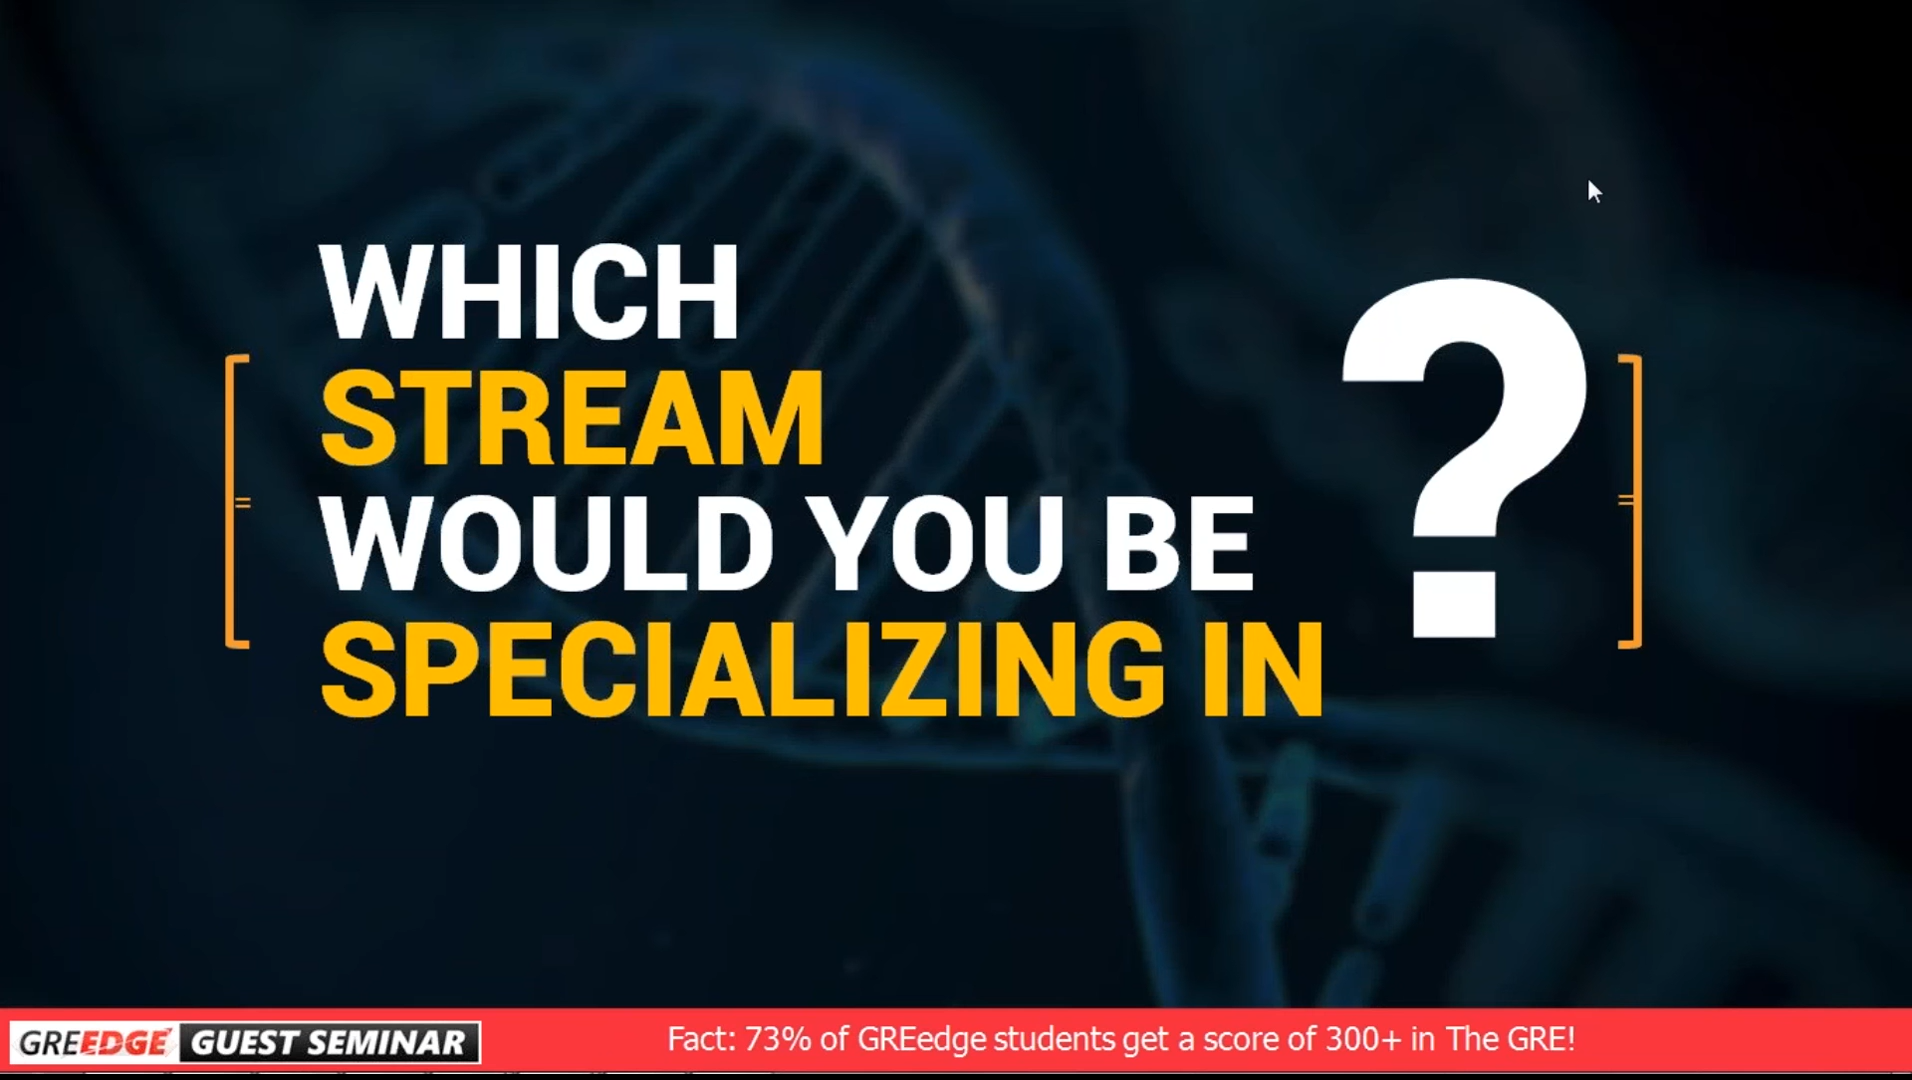 WHICH
STREAM
WOULD YOU BE
SPECIALIZING IN
?
GREEDGE GUEST SEMINAR
Fact: 73% of GREedge students get a score of 300+ in The GRE!